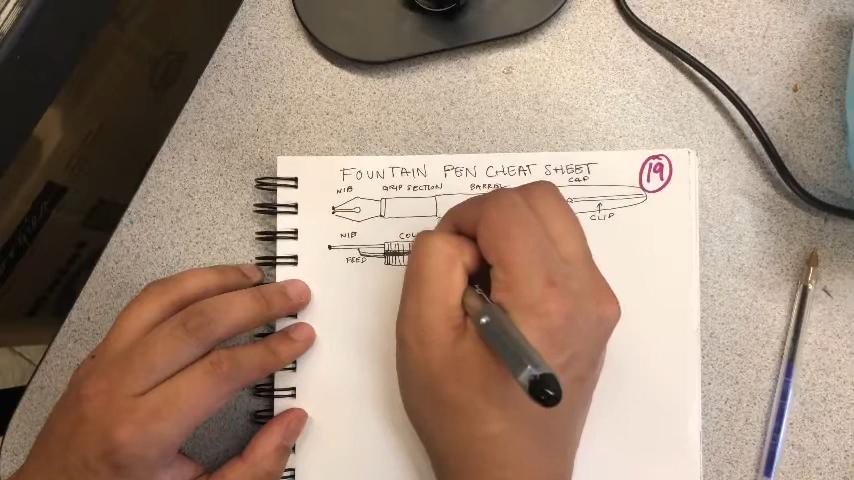 FOUNTAIN PEN CHEAT SHEET
19
NIB GRIP SECTION BARREL CAP
CLIP
NIB
FEED